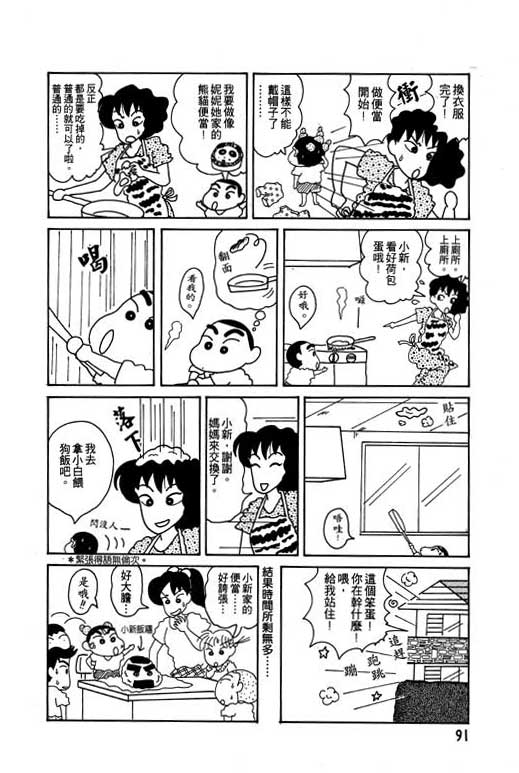 換衣服
完了！
衝
做便當
開始！
這樣不能
戴帽子了
……
我要做像
妮妮她家的
熊貓便當！
反正
都是要吃掉的，
普通的就可以了啦。
普通的……
上廁所。
上廁所。
小新，
看好荷包
蛋哦！
喔
好哦。
翻面
看我的。
喝
貼住
唔哇！
小新，謝謝。
媽媽來交換了。
落下
我去
拿小白餵
狗飯吧。
悶沒人——
＊緊張得語無倫次。
這個笨蛋！
你在幹什麼！
喂，
給我站住！
追趕
跑
跳
蹦
結果時間所剩無多……
小新家的
便當……
好誇張，
好大膽……
小新飯糰
是哦!!
91